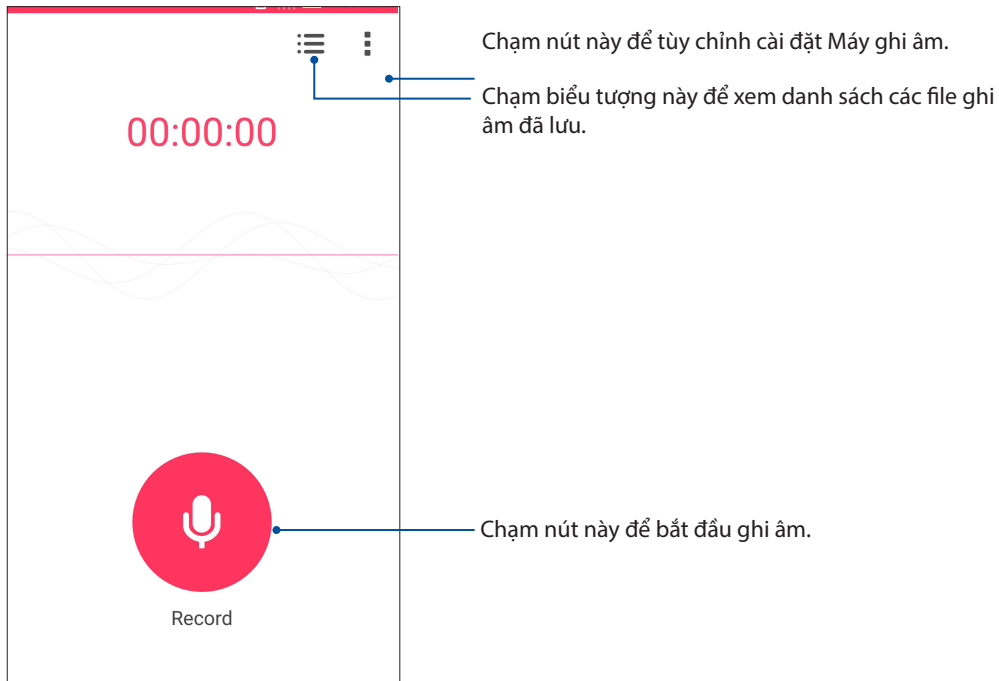 Chạm nút này để tùy chỉnh cài đặt Máy ghi âm.
Chạm biểu tượng này để xem danh sách các file ghi
âm đã lưu.
00:00:00
Chạm nút này để bắt đầu ghi âm.
Record